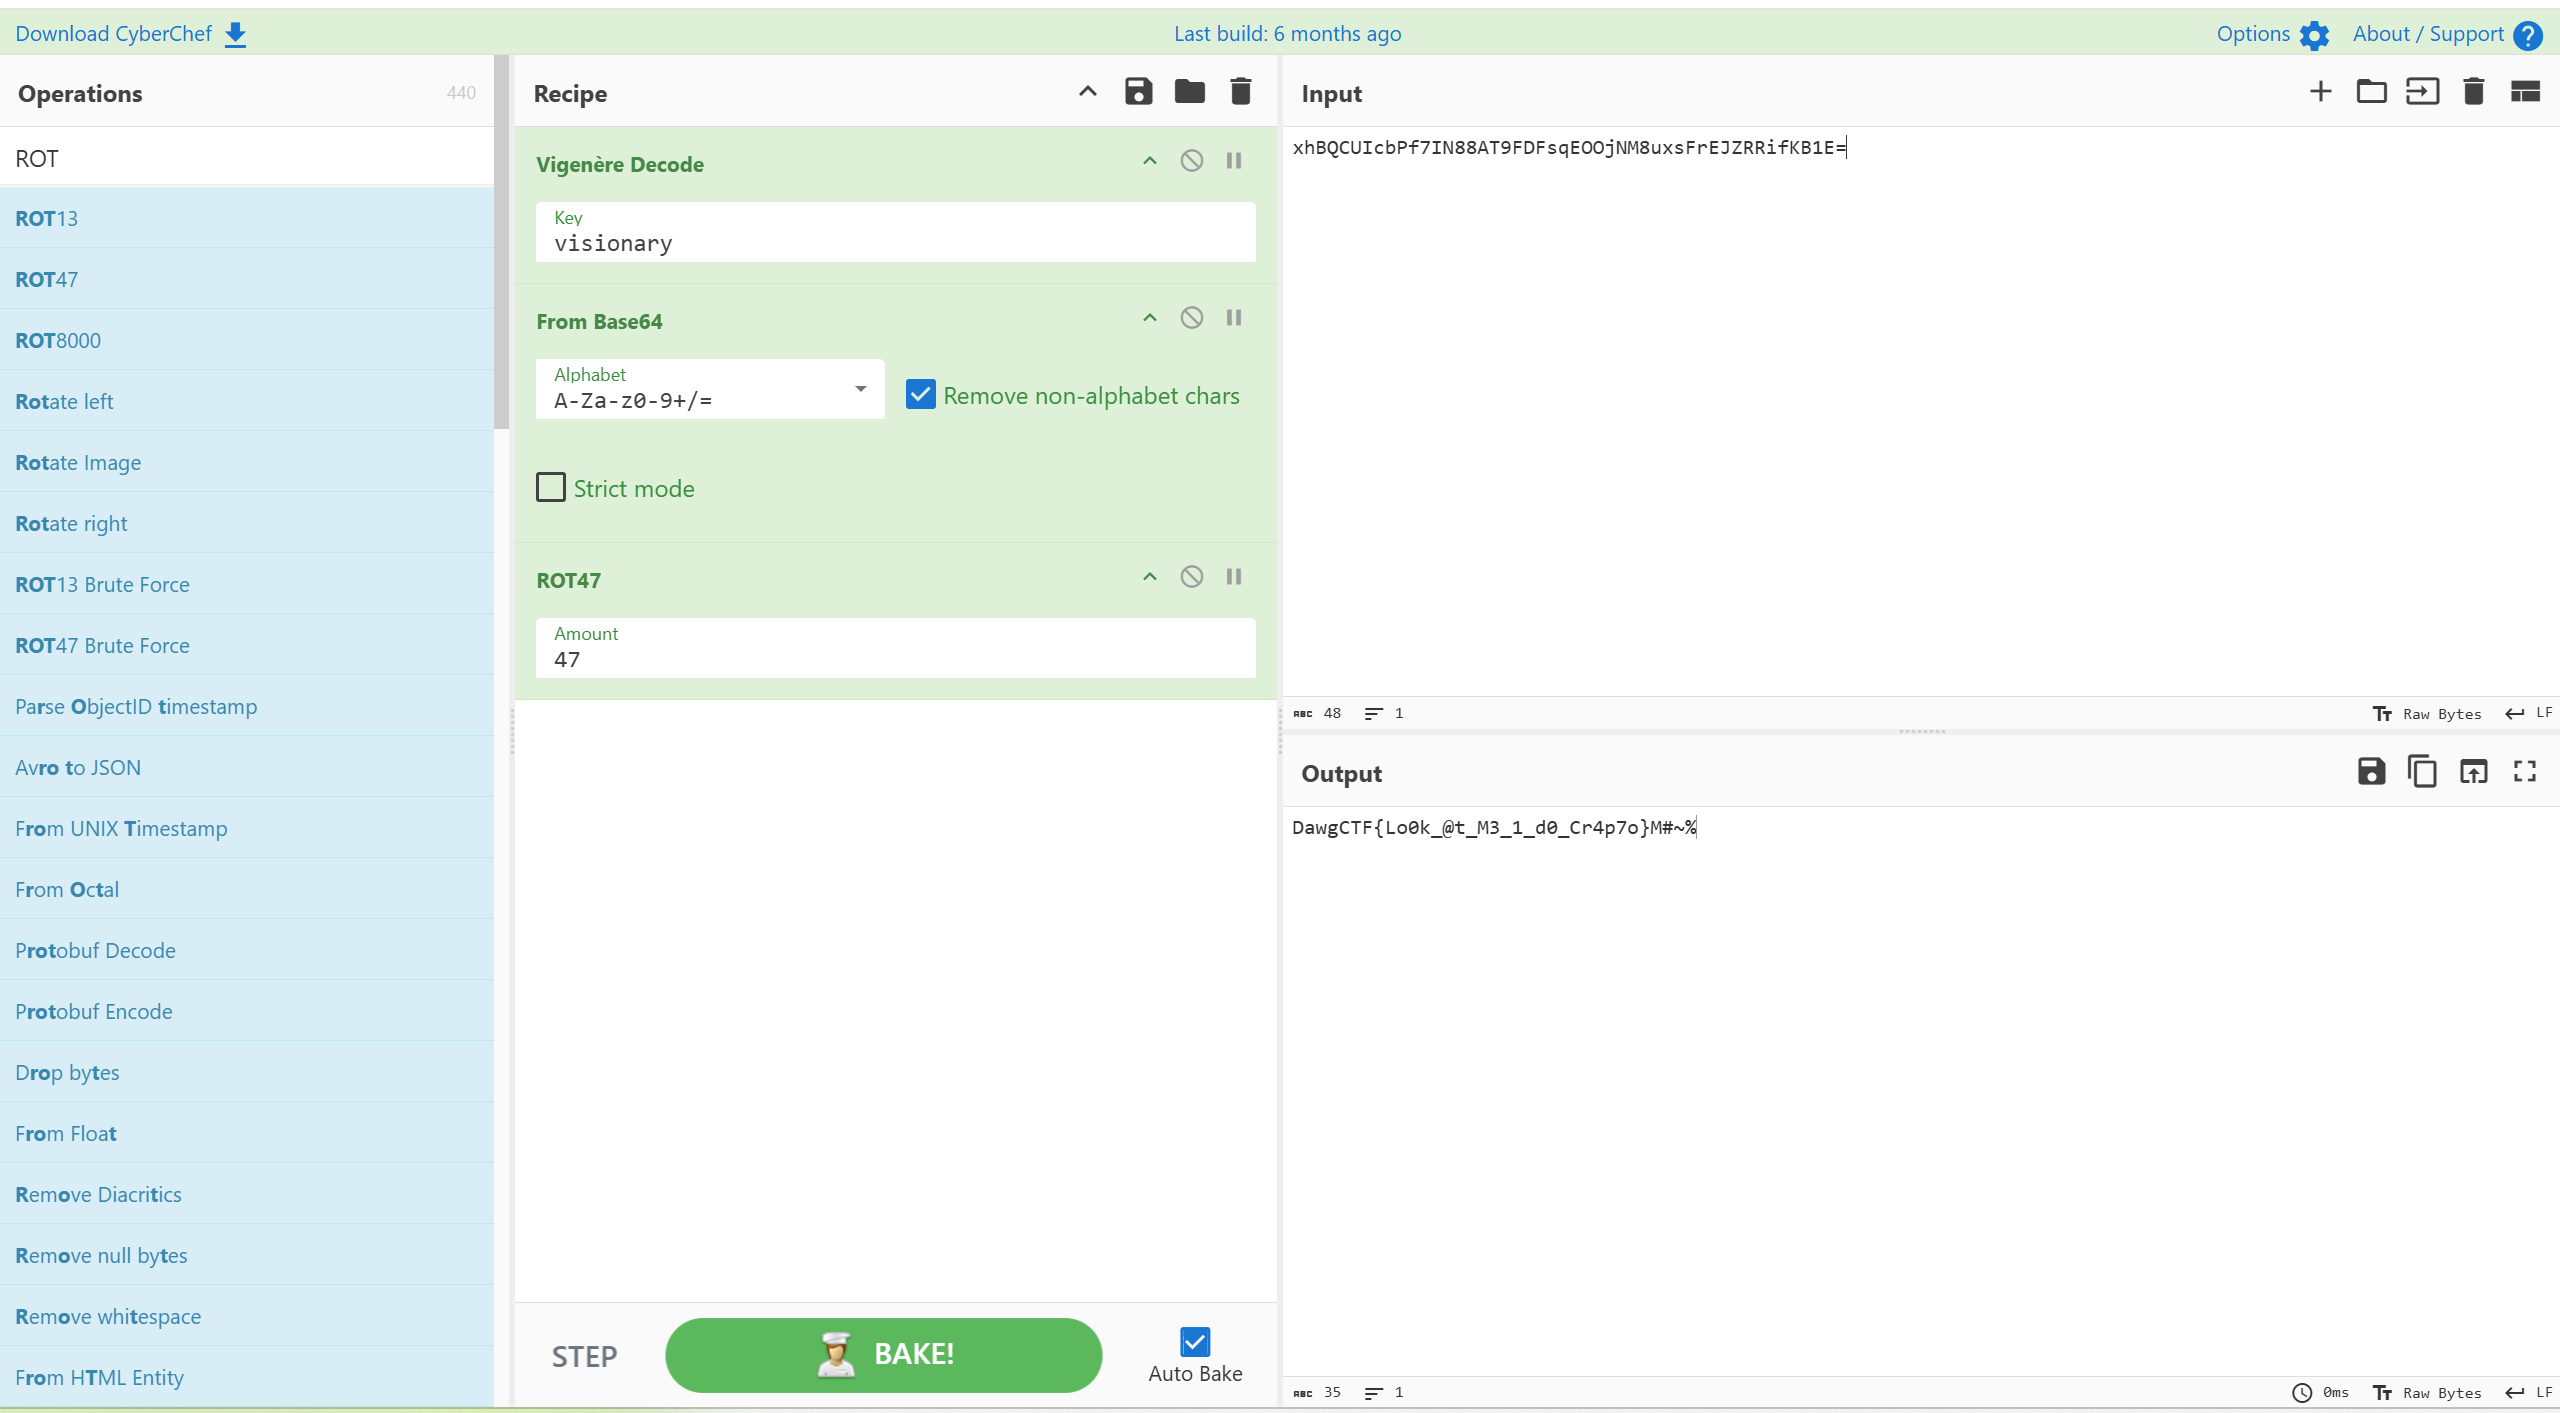 Download CyberChef
Last build: 6 months ago
Options
About / Support
Operations
440
ROT
ROT13
ROT47
ROT8000
Rotate left
Rotate Image
Rotate right
ROT13 Brute Force
ROT47 Brute Force
Parse ObjectID timestamp
Avro to JSON
From UNIX Timestamp
From Octal
Protobuf Decode
Protobuf Encode
Drop bytes
From Float
Remove Diacritics
Remove null bytes
Remove whitespace
From HTML Entity
Recipe
Vigenère Decode
Key
visionary
From Base64
Alphabet
A-Za-z0-9+/=
Remove non-alphabet chars
Strict mode
ROT47
Amount
47
STEP
BAKE!
Auto Bake
Input
xhBQCUIcbPf7IN88AT9FDFsqEOOjNM8uxsFrEJZRRifKB1E=
ABC 48 1
Tт Raw Bytes LF
Output
DawgCTF{Lo0k_@t_M3_1_d0_Cr4p7o}M#~%
ABC 35 1
0ms Tт Raw Bytes LF